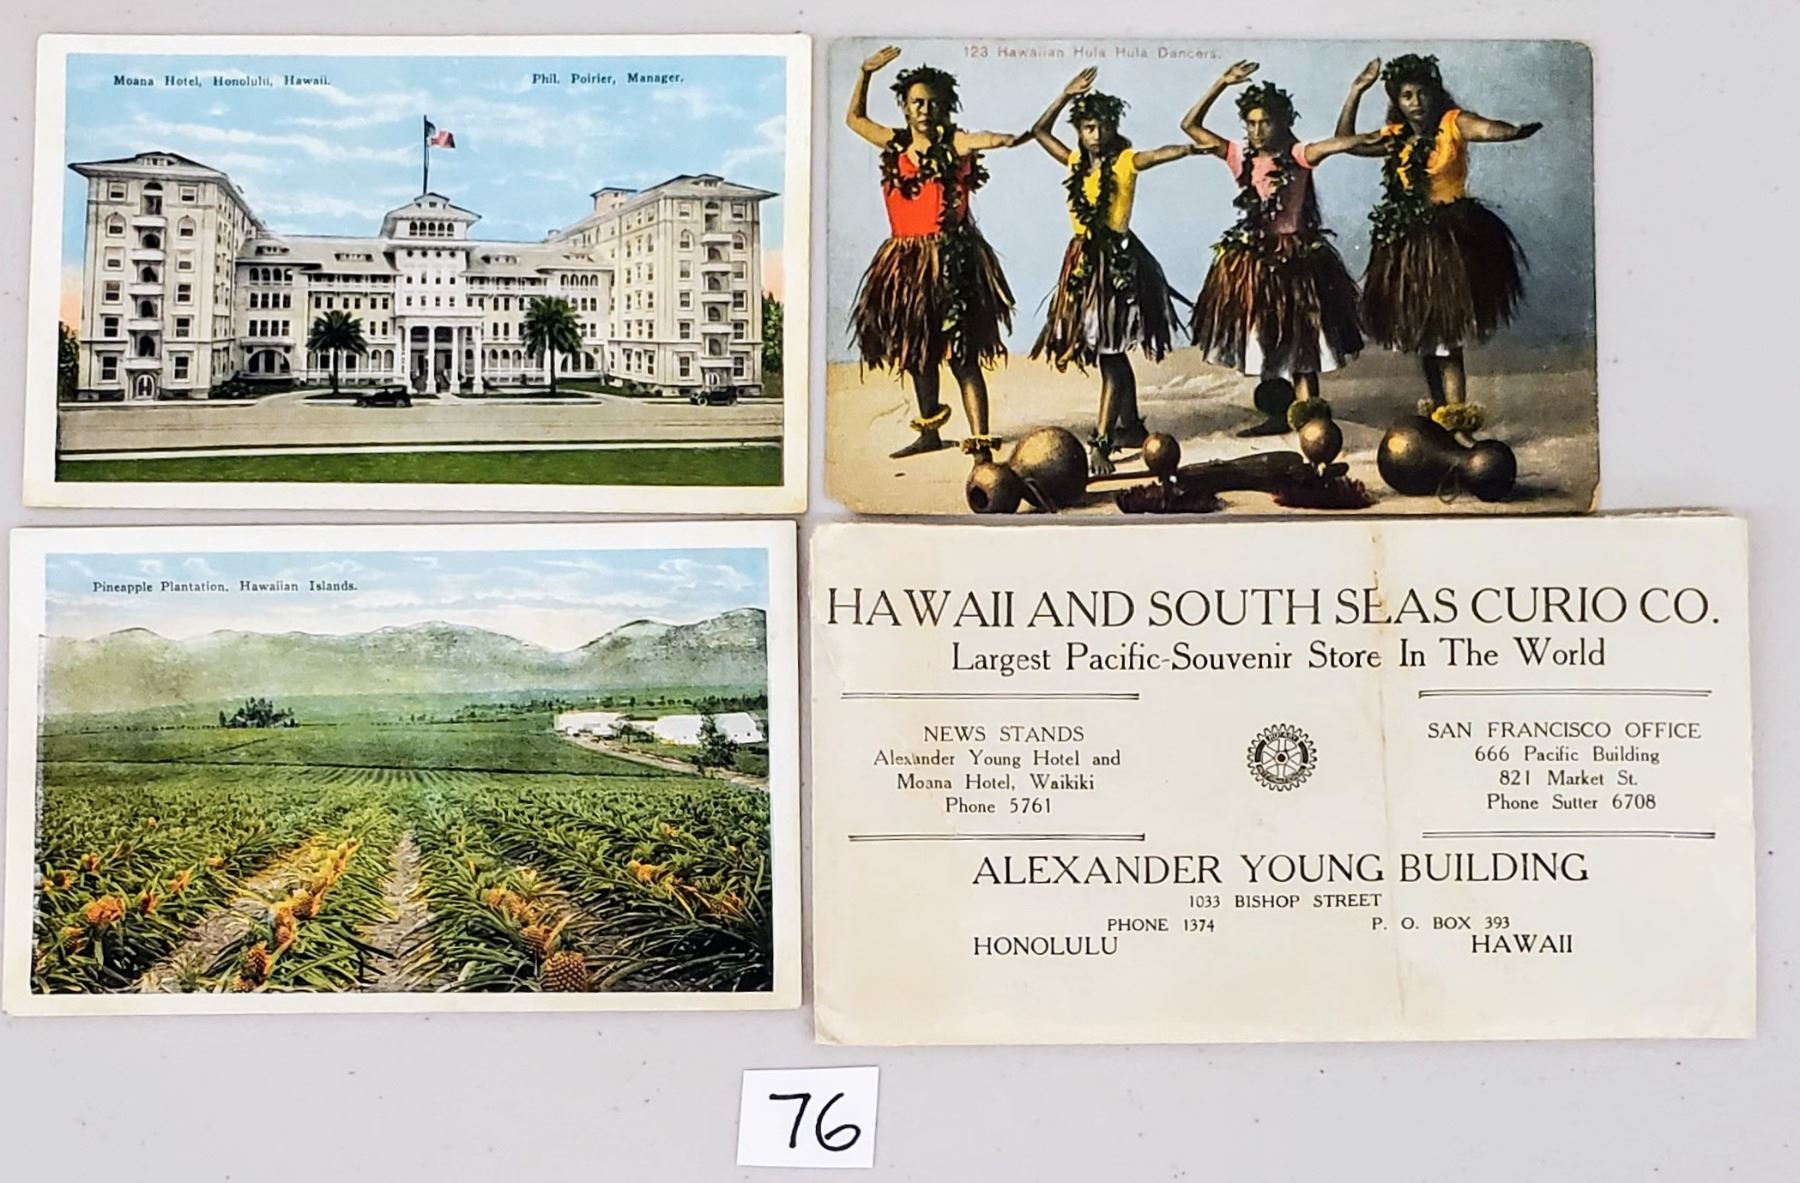 Moana Hotel, Honolulu, Hawaii. Phil. Poirier, Manager.
123 Hawaiian Hula Hula Dancers.
Pineapple Plantation, Hawaiian Islands.
HAWAII AND SOUTH SEAS CURIO CO.
Largest Pacific-Souvenir Store In The World
NEWS STANDS
Alexander Young Hotel and
Moana Hotel, Waikiki
Phone 5761
SAN FRANCISCO OFFICE
666 Pacific Building
821 Market St.
Phone Sutter 6708
ALEXANDER YOUNG BUILDING
1033 BISHOP STREET
PHONE 1374 P. O. BOX 393
HONOLULU HAWAII
76